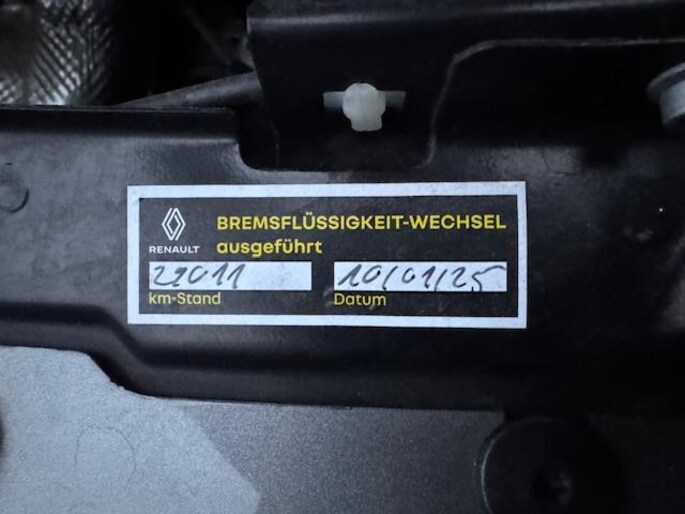 BREMSFLÜSSIGKEIT-WECHSEL
ausgeführt
RENAULT
29011 10/01/25
km-Stand Datum